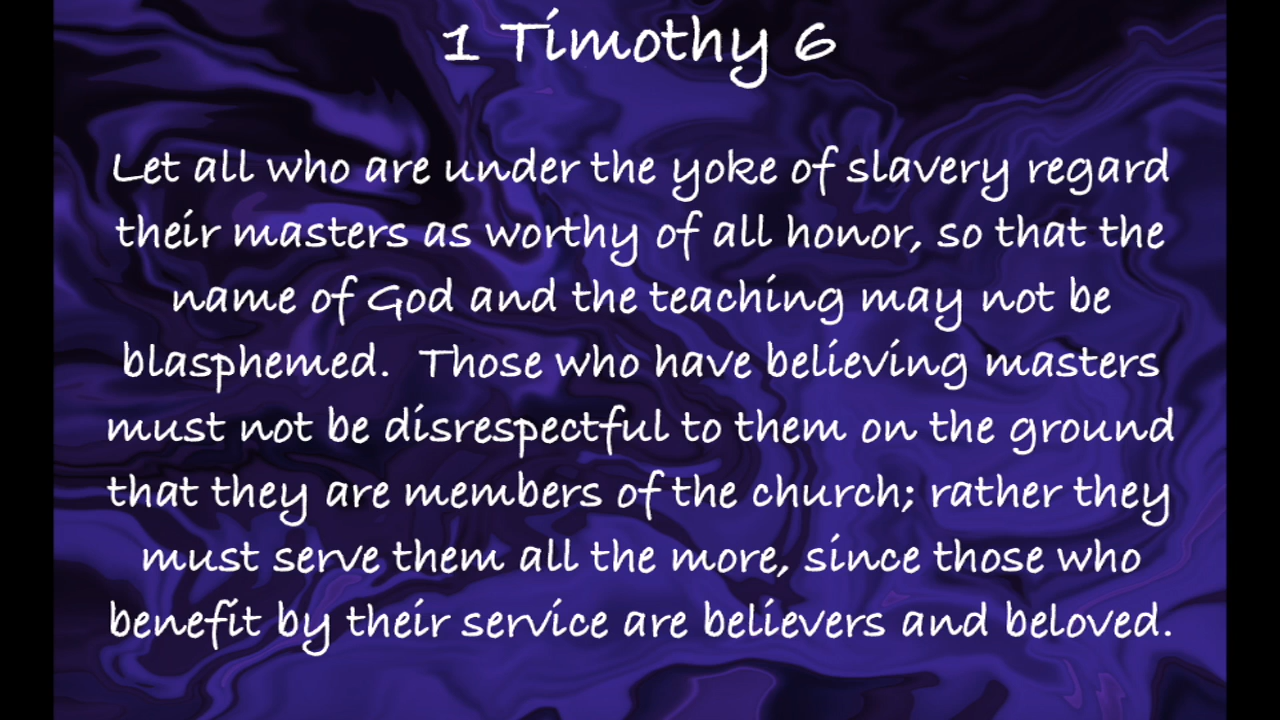 1 Timothy 6
Let all who are under the yoke of slavery regard
their masters as worthy of all honor, so that the
name of God and the teaching may not be
blasphemed. Those who have believing masters
must not be disrespectful to them on the ground
that they are members of the church; rather they
must serve them all the more, since those who
benefit by their service are believers and beloved.